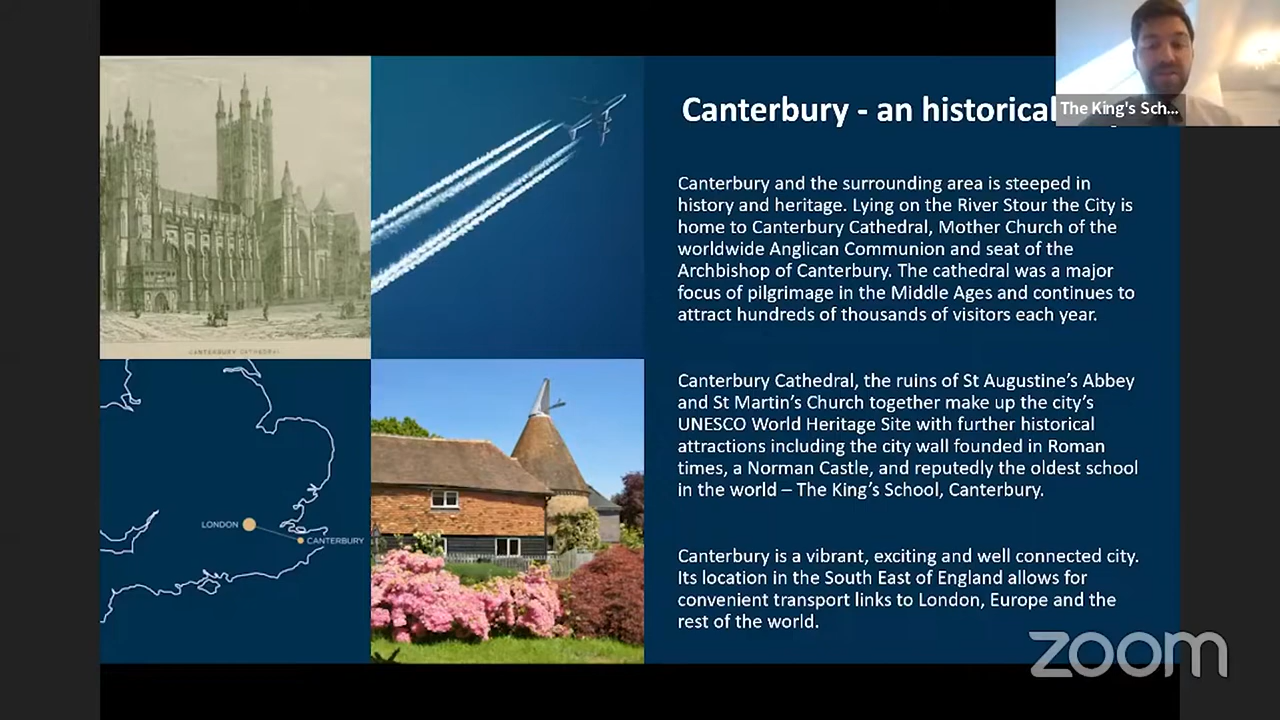 The King's Sch...
Canterbury - an historical
Canterbury and the surrounding area is steeped in
history and heritage. Lying on the River Stour the City is
home to Canterbury Cathedral, Mother Church of the
worldwide Anglican Communion and seat of the
Archbishop of Canterbury. The cathedral was a major
focus of pilgrimage in the Middle Ages and continues to
attract hundreds of thousands of visitors each year.
Canterbury Cathedral, the ruins of St Augustine’s Abbey
and St Martin’s Church together make up the city’s
UNESCO World Heritage Site with further historical
attractions including the city wall founded in Roman
times, a Norman Castle, and reputedly the oldest school
in the world – The King’s School, Canterbury.
Canterbury is a vibrant, exciting and well connected city.
Its location in the South East of England allows for
convenient transport links to London, Europe and the
rest of the world.
CANTERBURY CATHEDRAL
LONDON
CANTERBURY
zoom